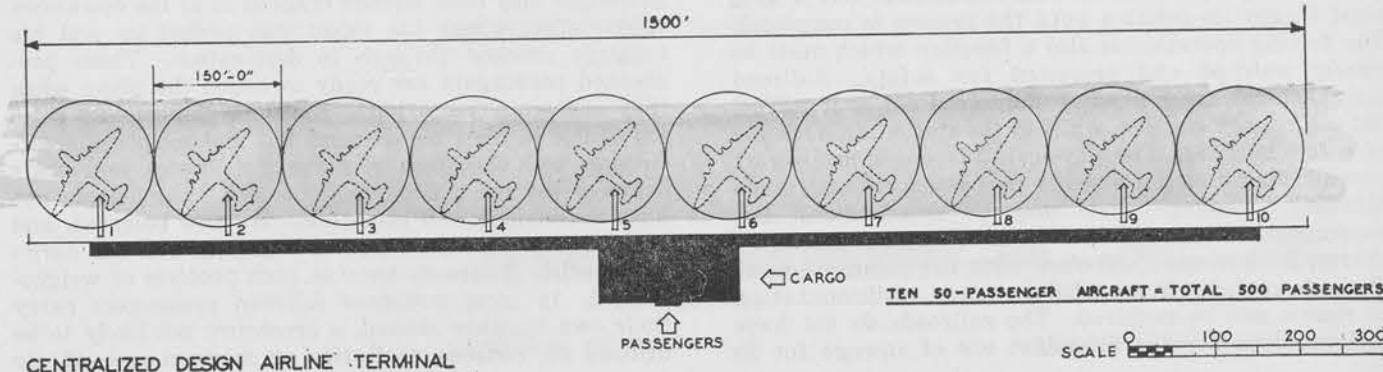 1500'
150'-0"
1 2 3 4 5 6 7 8 9 10
CARGO
TEN 50-PASSENGER AIRCRAFT = TOTAL 500 PASSENGERS
PASSENGERS
SCALE 0 100 200 300
CENTRALIZED DESIGN AIRLINE TERMINAL